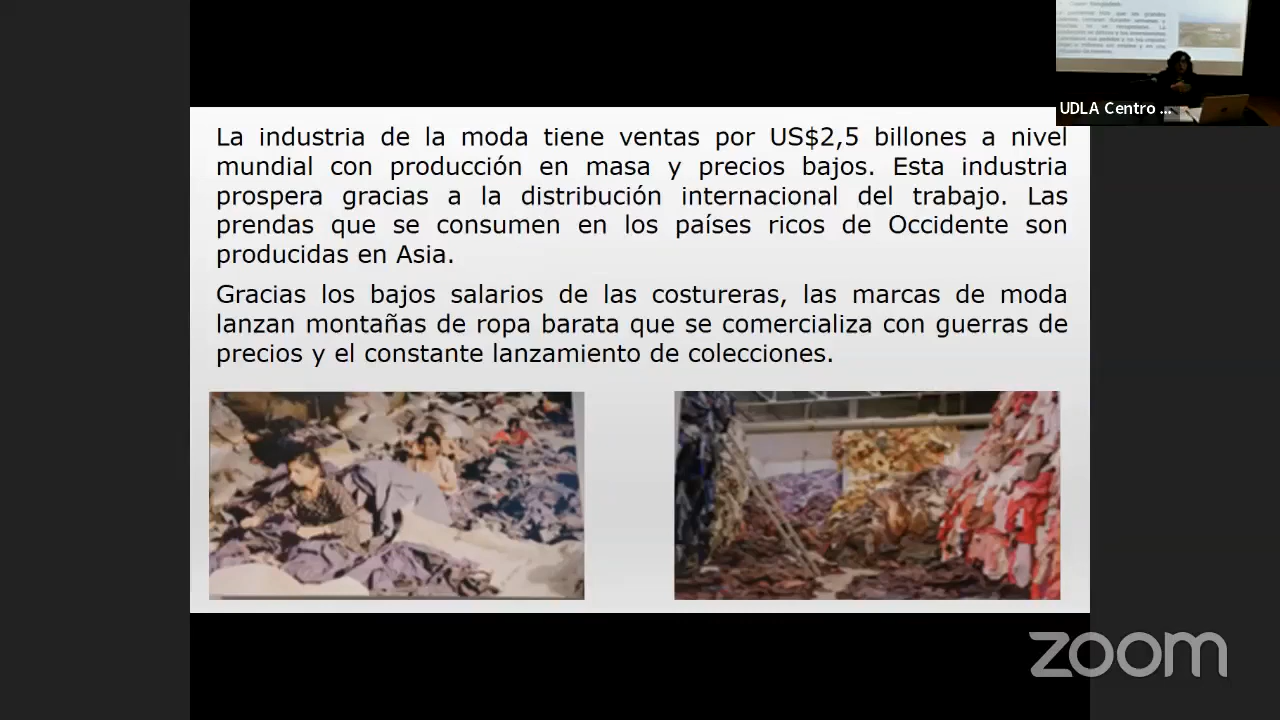 UDLA Centro ...
La industria de la moda tiene ventas por US$2,5 billones a nivel
mundial con producción en masa y precios bajos. Esta industria
prospera gracias a la distribución internacional del trabajo. Las
prendas que se consumen en los países ricos de Occidente son
producidas en Asia.
Gracias los bajos salarios de las costureras, las marcas de moda
lanzan montañas de ropa barata que se comercializa con guerras de
precios y el constante lanzamiento de colecciones.
zoom